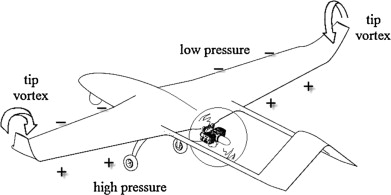 tip
vortex
low pressure
− −
+
+
tip
vortex
− −
+ +
high pressure